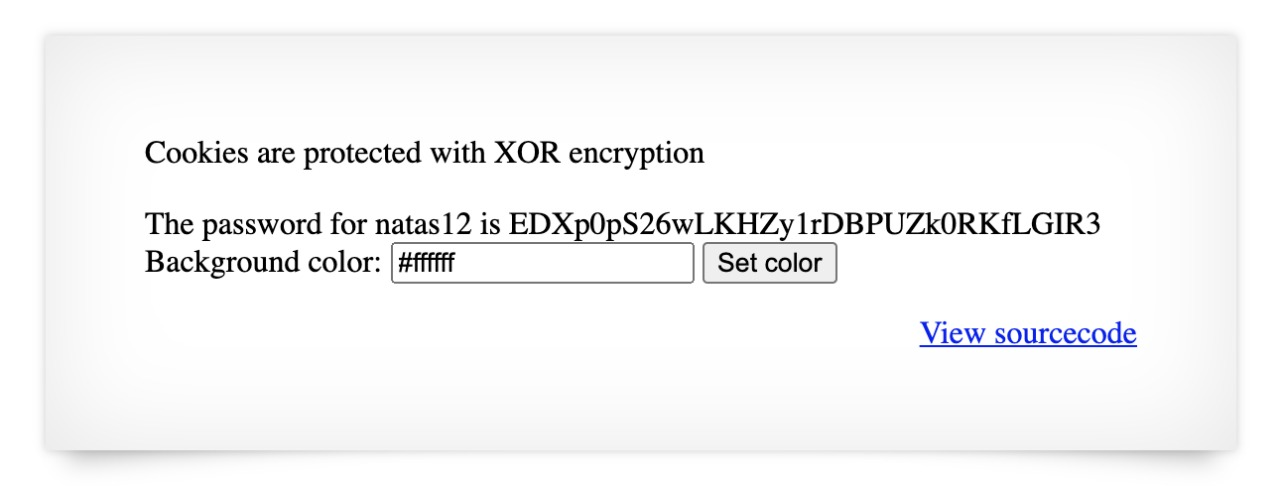 Cookies are protected with XOR encryption
The password for natas12 is EDXp0pS26wLKHZy1rDBPUZk0RKfLGIR3
Background color: #ffffff Set color
View sourcecode